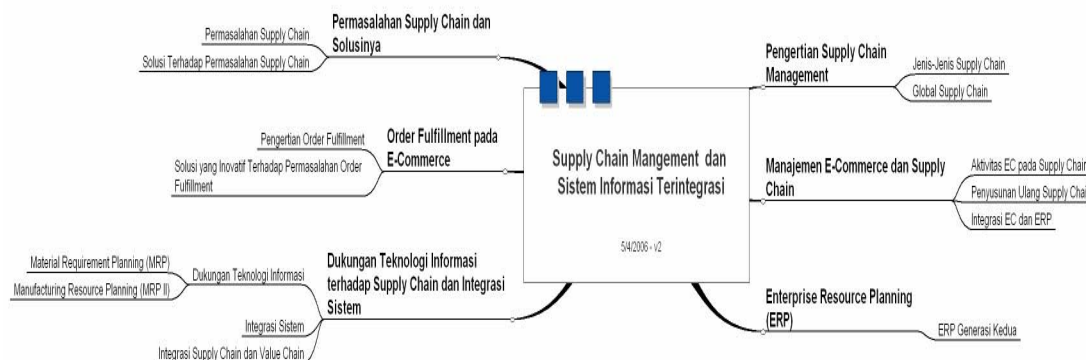 Supply Chain Mangement dan
Sistem Informasi Terintegrasi
5/4/2006 - v2
Pengertian Supply Chain
Management
Jenis-Jenis Supply Chain
Global Supply Chain
Manajemen E-Commerce dan Supply
Chain
Aktivitas EC pada Supply Chain
Penyusunan Ulang Supply Chai
Integrasi EC dan ERP
Enterprise Resource Planning
(ERP)
ERP Generasi Kedua
Dukungan Teknologi Informasi
terhadap Supply Chain dan Integrasi
Sistem
Dukungan Teknologi Informasi
Material Requirement Planning (MRP)
Manufacturing Resource Planning (MRP II)
Integrasi Sistem
Integrasi Supply Chain dan Value Chain
Order Fulfillment pada
E-Commerce
Pengertian Order Fulfillment
Solusi yang Inovatif Terhadap Permasalahan Order
Fulfillment
Permasalahan Supply Chain dan
Solusinya
Permasalahan Supply Chain
Solusi Terhadap Permasalahan Supply Chain